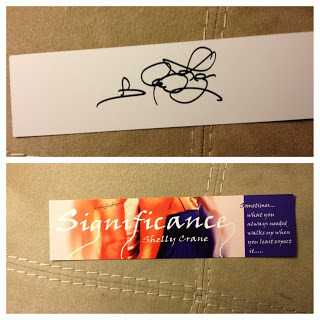 Significance
Shelly Crane
Sometimes...
what you
always needed
walks up when
you least expect
it.....